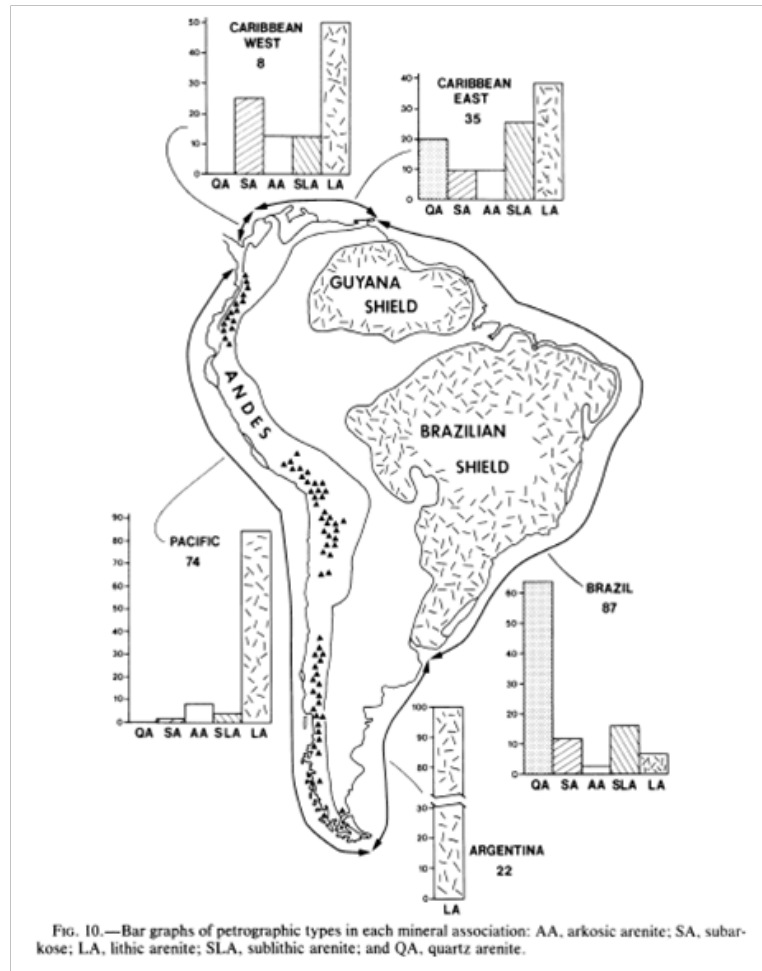 CARIBBEAN
WEST
8
50
40
30
20
10
0
QA SA AA SLA LA
CARIBBEAN
EAST
35
40
30
20
10
0
QA SA AA SLA LA
GUYANA
SHIELD
ANDES
BRAZILIAN
SHIELD
PACIFIC
74
90
80
70
60
50
40
30
20
10
0
QA SA AA SLA LA
BRAZIL
87
60
50
40
30
20
10
0
QA SA AA SLA LA
100
90
80
30
20
10
0
LA
ARGENTINA
22
FIG. 10.—Bar graphs of petrographic types in each mineral association: AA, arkosic arenite; SA, subar-
kose; LA, lithic arenite; SLA, sublithic arenite; and QA, quartz arenite.